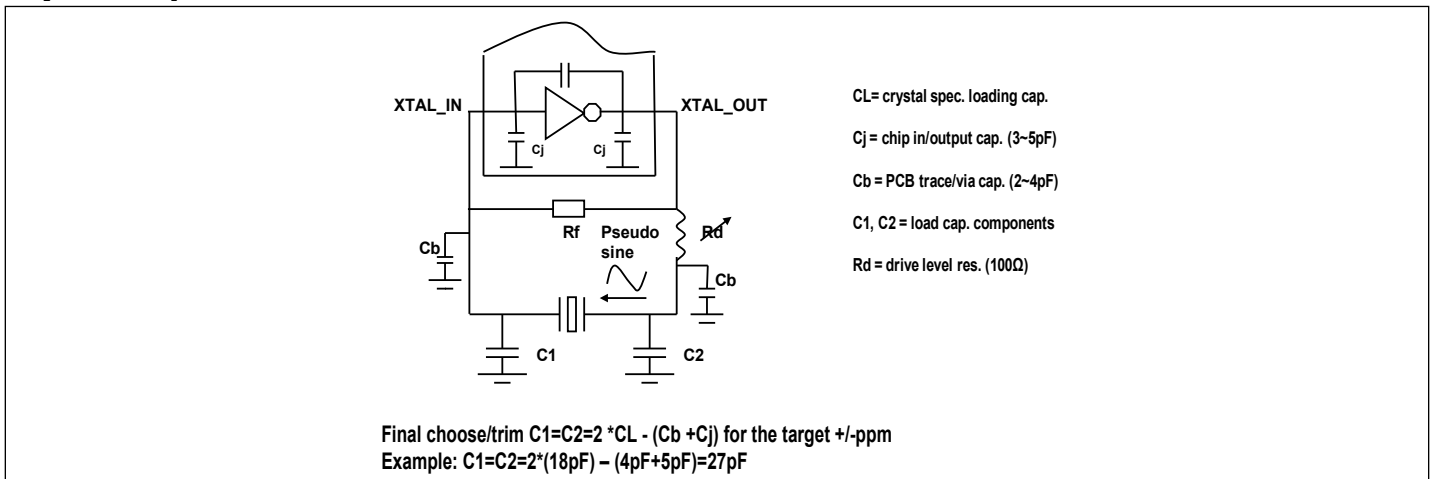 XTAL_IN
XTAL_OUT
Cj
Cj
Rf
Pseudo
sine
Rd
Cb
Cb
C1
C2
CL= crystal spec. loading cap.
Cj = chip in/output cap. (3~5pF)
Cb = PCB trace/via cap. (2~4pF)
C1, C2 = load cap. components
Rd = drive level res. (100Ω)
Final choose/trim C1=C2=2 *CL - (Cb +Cj) for the target +/-ppm
Example: C1=C2=2*(18pF) – (4pF+5pF)=27pF